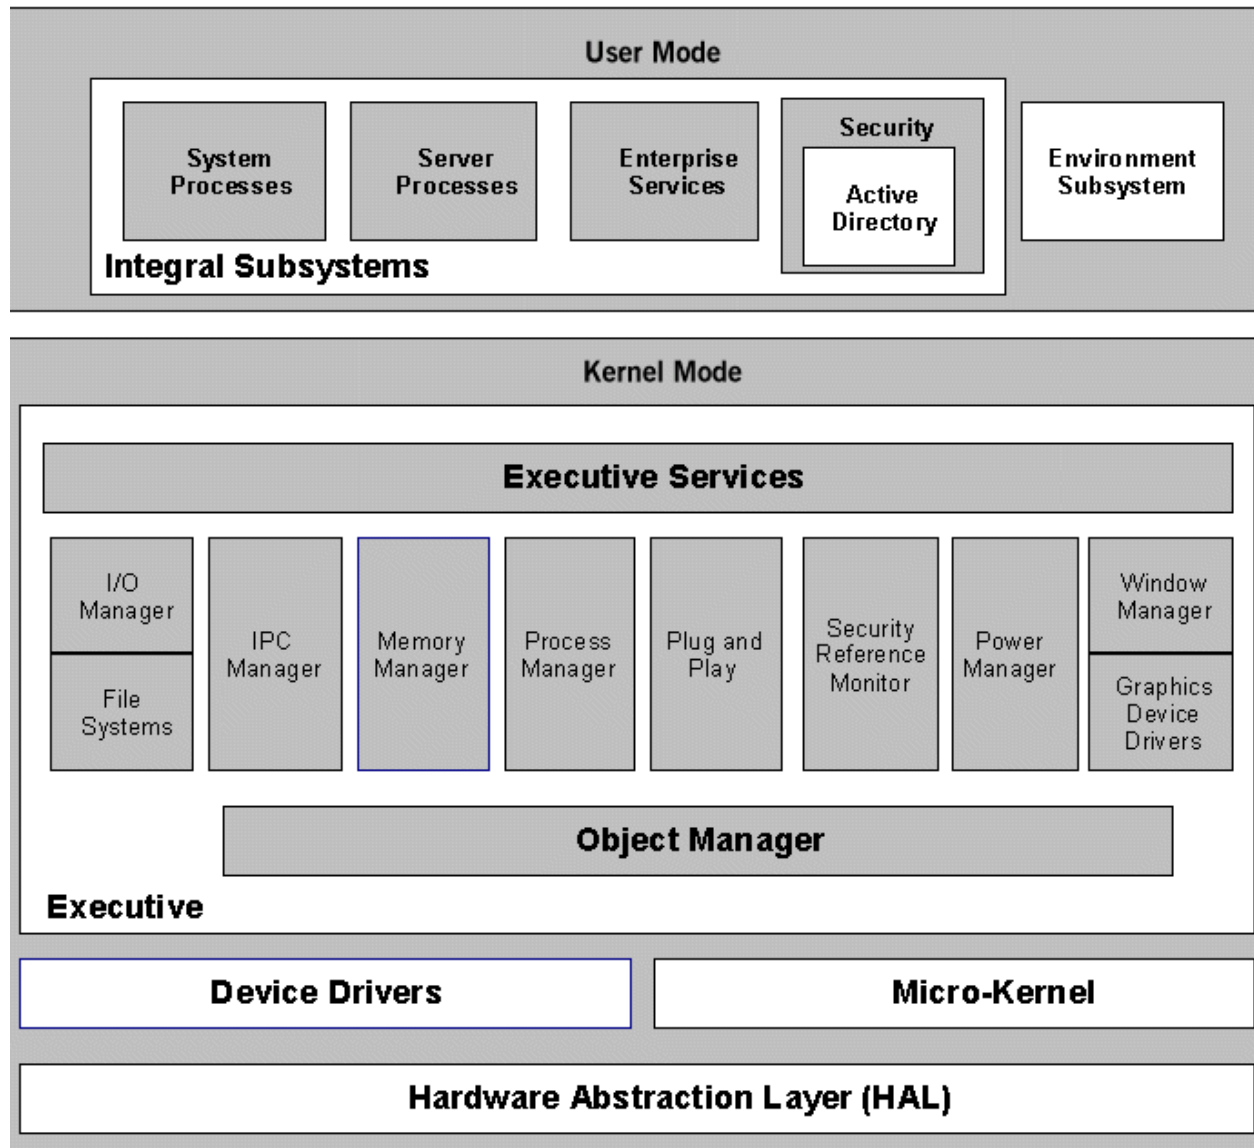 User Mode
System
Processes
Server
Processes
Enterprise
Services
Security
Active
Directory
Environment
Subsystem
Integral Subsystems
Kernel Mode
Executive Services
I/O
Manager
File
Systems
IPC
Manager
Memory
Manager
Process
Manager
Plug and
Play
Security
Reference
Monitor
Power
Manager
Window
Manager
Graphics
Device
Drivers
Object Manager
Executive
Device Drivers
Micro-Kernel
Hardware Abstraction Layer (HAL)